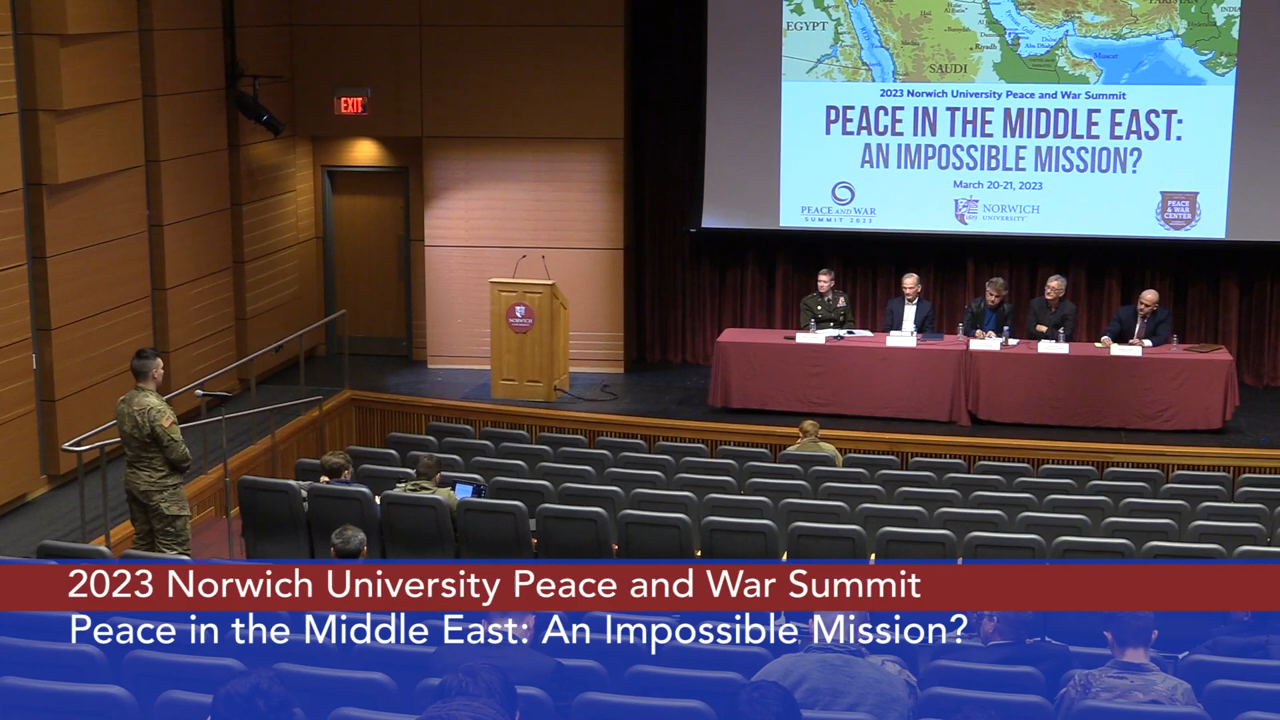 EGYPT
SAUDI
Riyadh
Muscat
PAKISTAN
EXIT
2023 Norwich University Peace and War Summit
PEACE IN THE MIDDLE EAST:
AN IMPOSSIBLE MISSION?
March 20-21, 2023
PEACE AND WAR
SUMMIT 2023
NORWICH
UNIVERSITY
PEACE
& WAR
CENTER
NORWICH
2023 Norwich University Peace and War Summit
Peace in the Middle East: An Impossible Mission?